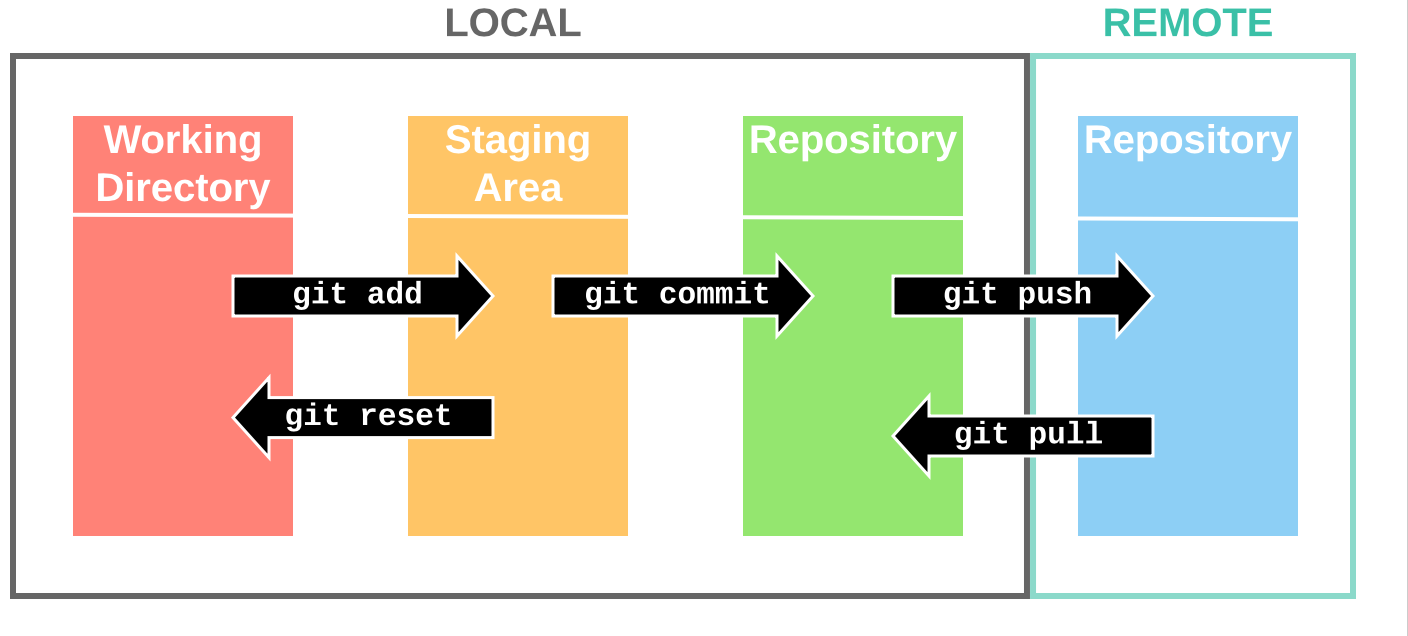 LOCAL
REMOTE
Working
Directory
Staging
Area
Repository
Repository
git add
git commit
git push
git reset
git pull